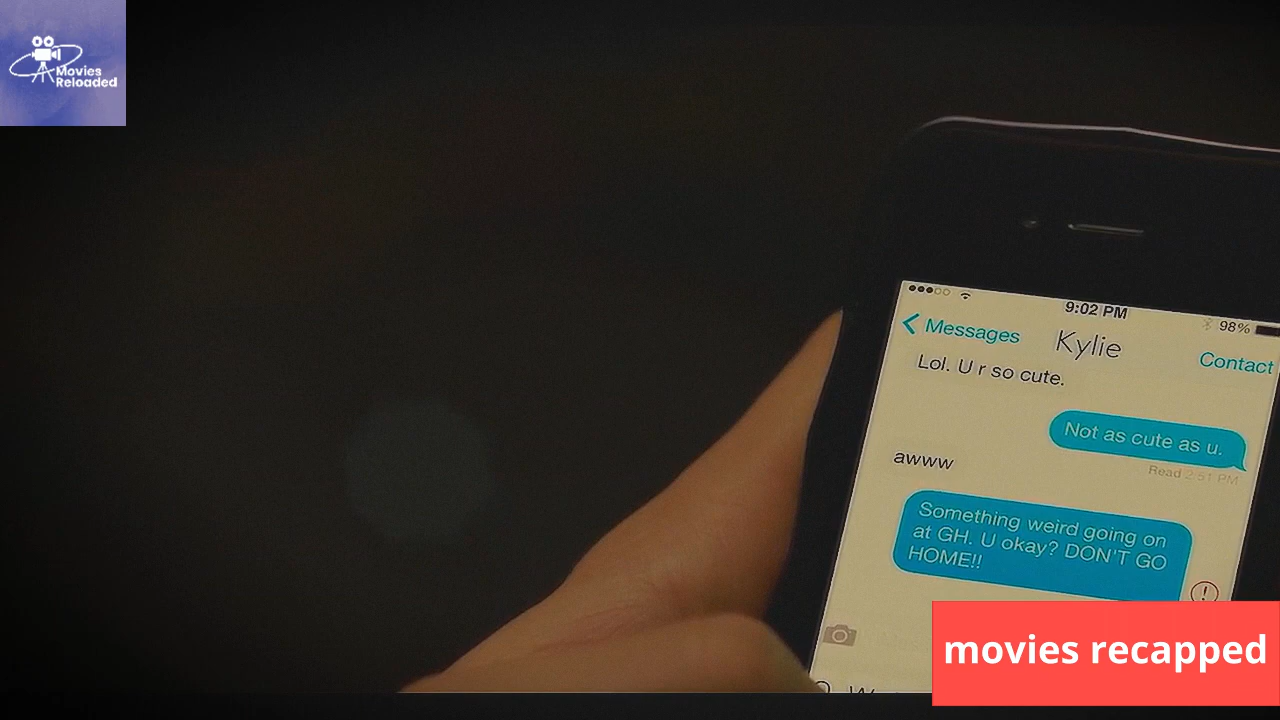 Movies
Reloaded
9:02 PM
98%
Messages
Kylie
Contact
Lol. U r so cute.
Not as cute as u.
Read 2:51 PM
awww
Something weird going on
at GH. U okay? DON'T GO
HOME!!
!
movies recapped